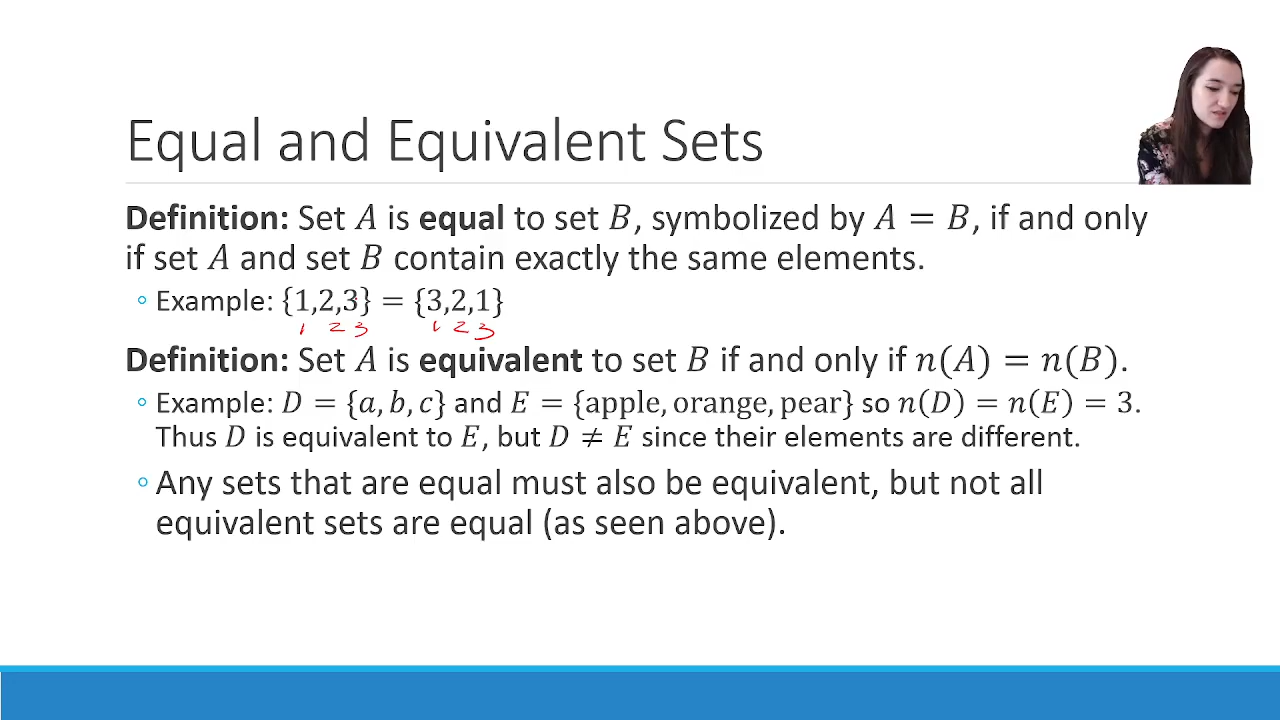 Equal and Equivalent Sets
Definition: Set A is equal to set B, symbolized by A = B, if and only
if set A and set B contain exactly the same elements.
◦ Example: {1,2,3} = {3,2,1}
1 2 3 1 2 3
Definition: Set A is equivalent to set B if and only if n(A) = n(B).
◦ Example: D = {a, b, c} and E = {apple, orange, pear} so n(D) = n(E) = 3.
Thus D is equivalent to E, but D ≠ E since their elements are different.
◦ Any sets that are equal must also be equivalent, but not all
equivalent sets are equal (as seen above).